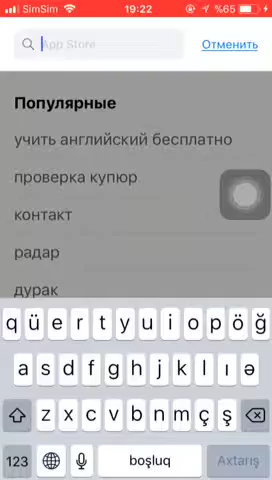 SimSim 19:22 %65
App Store Отменить
Популярные
учить английский бесплатно
проверка купюр
контакт
радар
дурак
q ü e r t y u i o p ö ğ
a s d f g h j k l ı ə
z x c v b n m ç ş
123 boşluq Axtarış